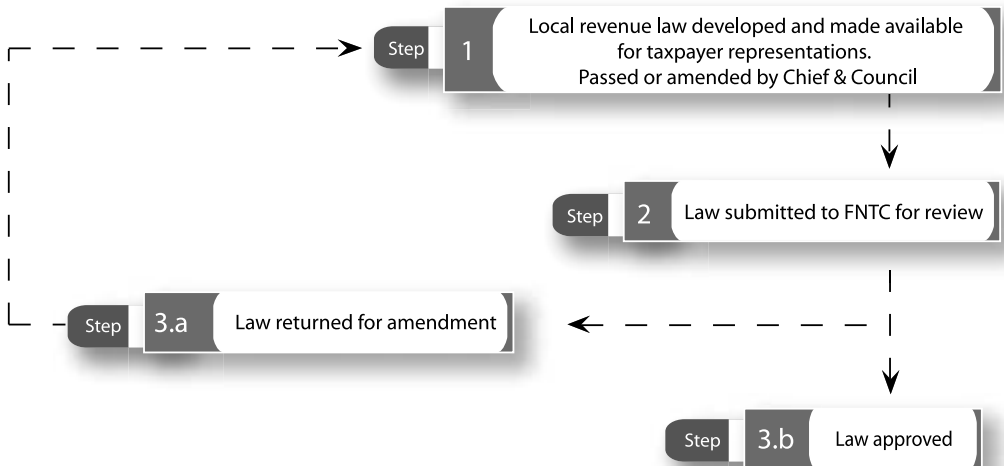 Step 1 Local revenue law developed and made available
for taxpayer representations.
Passed or amended by Chief & Council
Step 2 Law submitted to FNTC for review
Step 3.a Law returned for amendment
Step 3.b Law approved